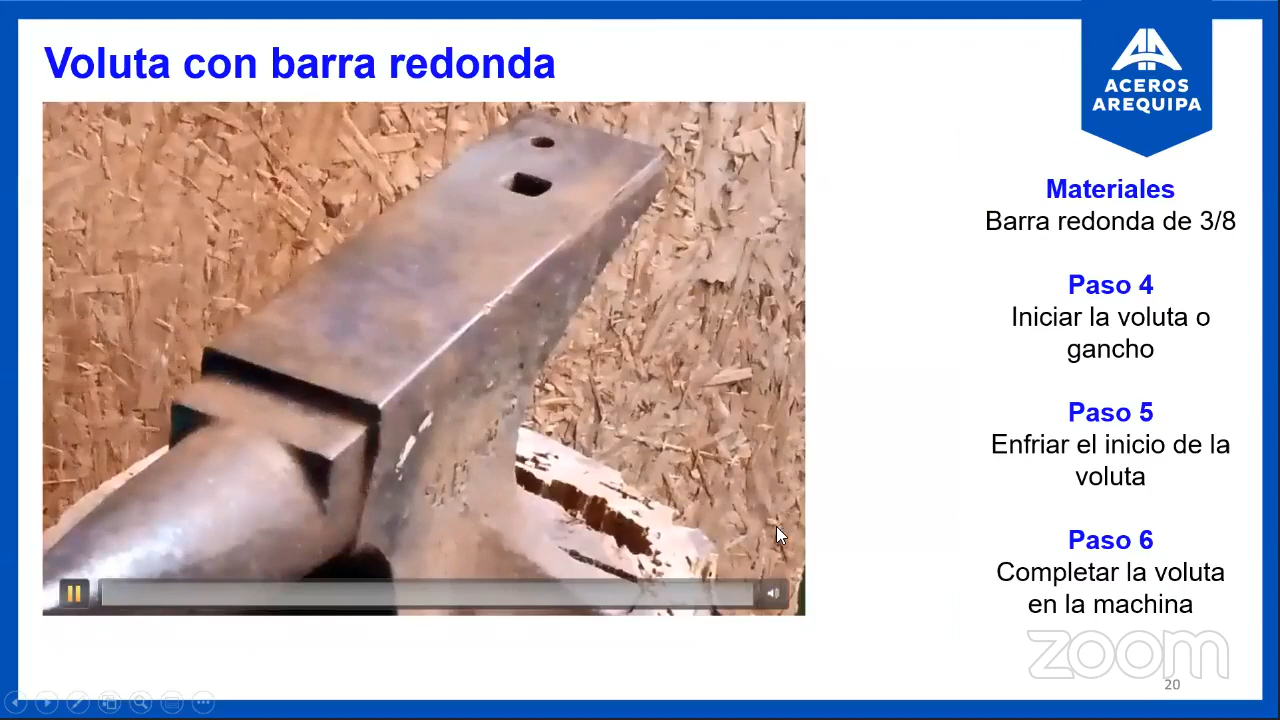 Voluta con barra redonda
ACEROS
AREQUIPA
Materiales
Barra redonda de 3/8
Paso 4
Iniciar la voluta o
gancho
Paso 5
Enfriar el inicio de la
voluta
Paso 6
Completar la voluta
en la machina
zoom
20